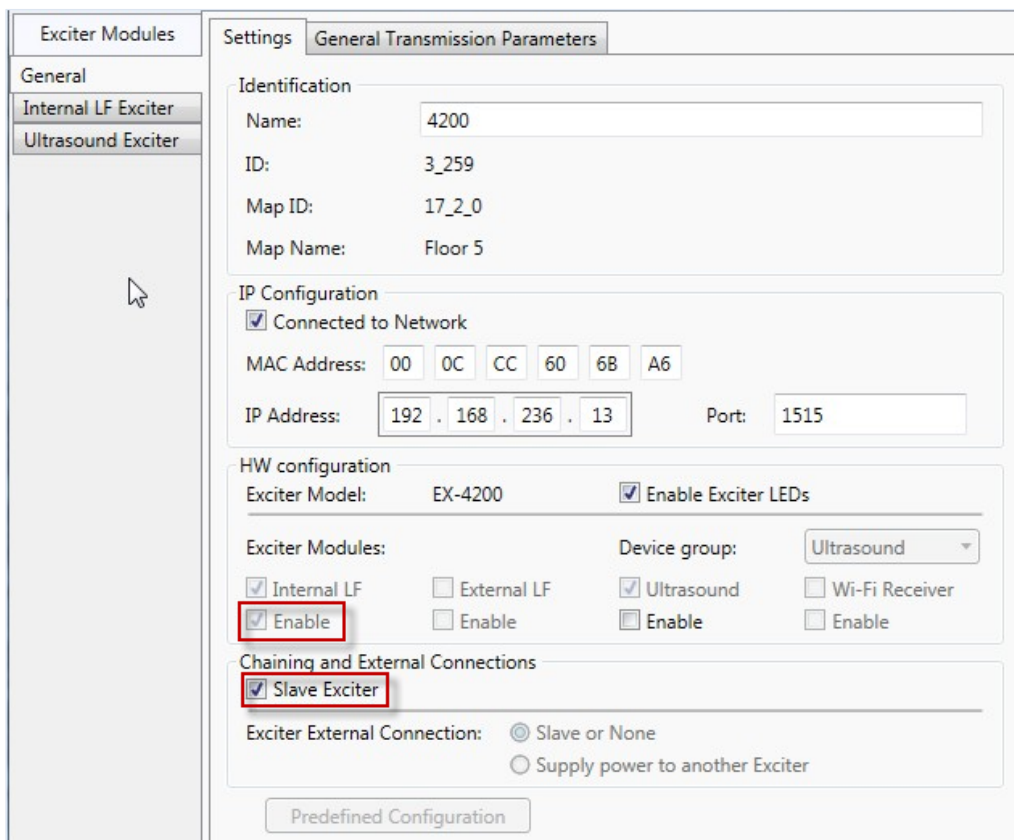 Exciter Modules
General
Internal LF Exciter
Ultrasound Exciter
Settings General Transmission Parameters
Identification
Name: 4200
ID: 3_259
Map ID: 17_2_0
Map Name: Floor 5
IP Configuration
Connected to Network
MAC Address: 00 0C CC 60 6B A6
IP Address: 192 . 168 . 236 . 13 Port: 1515
HW configuration
Exciter Model: EX-4200 Enable Exciter LEDs
Exciter Modules: Device group: Ultrasound
Internal LF External LF Ultrasound Wi-Fi Receiver
Enable Enable Enable Enable
Chaining and External Connections
Slave Exciter
Exciter External Connection: Slave or None
Supply power to another Exciter
Predefined Configuration